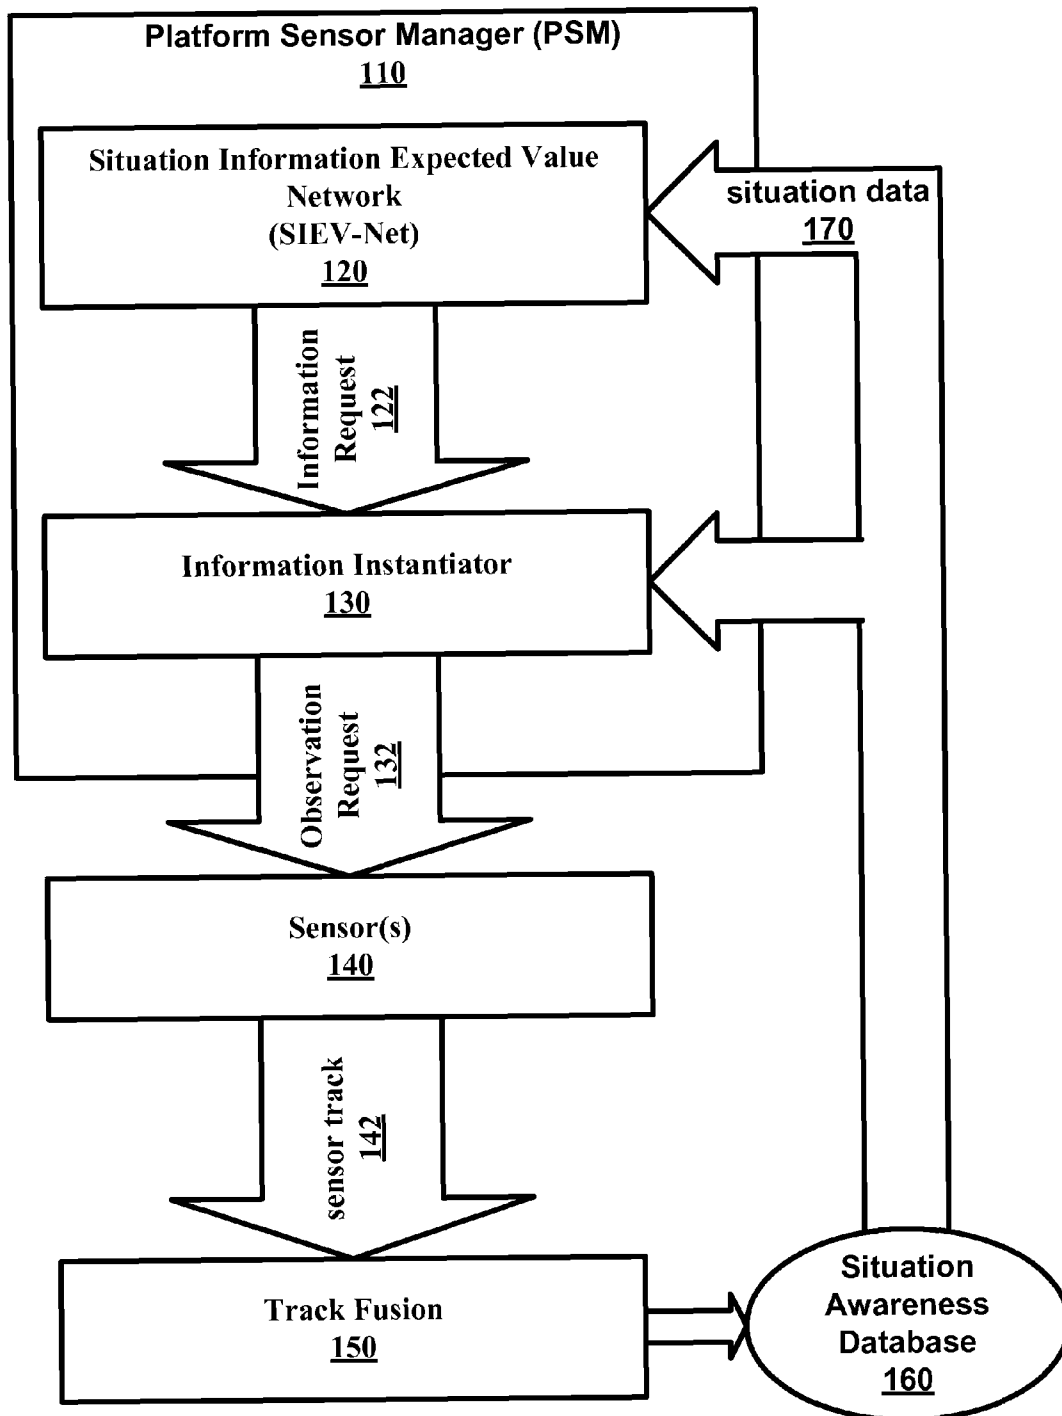 Platform Sensor Manager (PSM)
110
Situation Information Expected Value
Network
(SIEV-Net)
120
situation data
170
Information
Request
122
Information Instantiator
130
Observation
Request
132
Sensor(s)
140
sensor track
142
Track Fusion
150
Situation
Awareness
Database
160